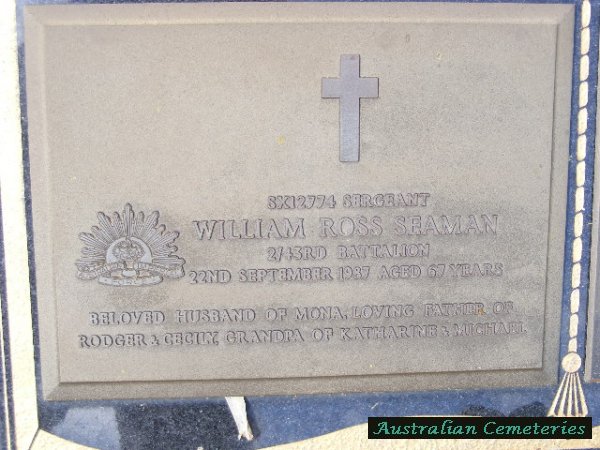 SX12774 SERGEANT
WILLIAM ROSS SEAMAN
2/43RD BATTALION
22ND SEPTEMBER 1987 AGED 67 YEARS
BELOVED HUSBAND OF MONA, LOVING FATHER OF
RODGER & CECILY, GRANDPA OF KATHARINE & MICHAEL
Australian Cemeteries